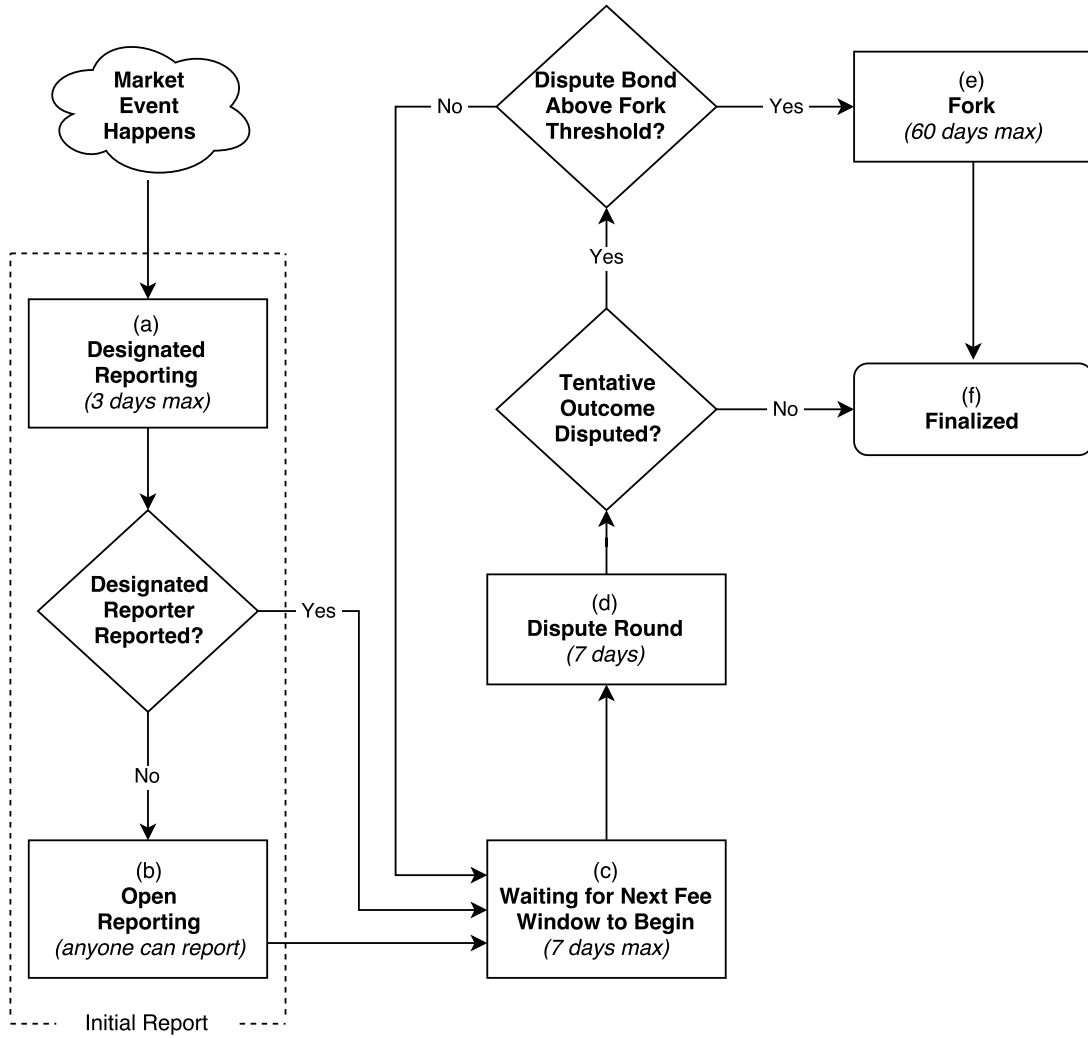 Market
Event
Happens
(a)
Designated
Reporting
(3 days max)
Designated
Reporter
Reported?
Yes
No
(b)
Open
Reporting
(anyone can report)
Initial Report
(c)
Waiting for Next Fee
Window to Begin
(7 days max)
(d)
Dispute Round
(7 days)
Tentative
Outcome
Disputed?
No
Yes
Dispute Bond
Above Fork
Threshold?
No
Yes
(e)
Fork
(60 days max)
(f)
Finalized